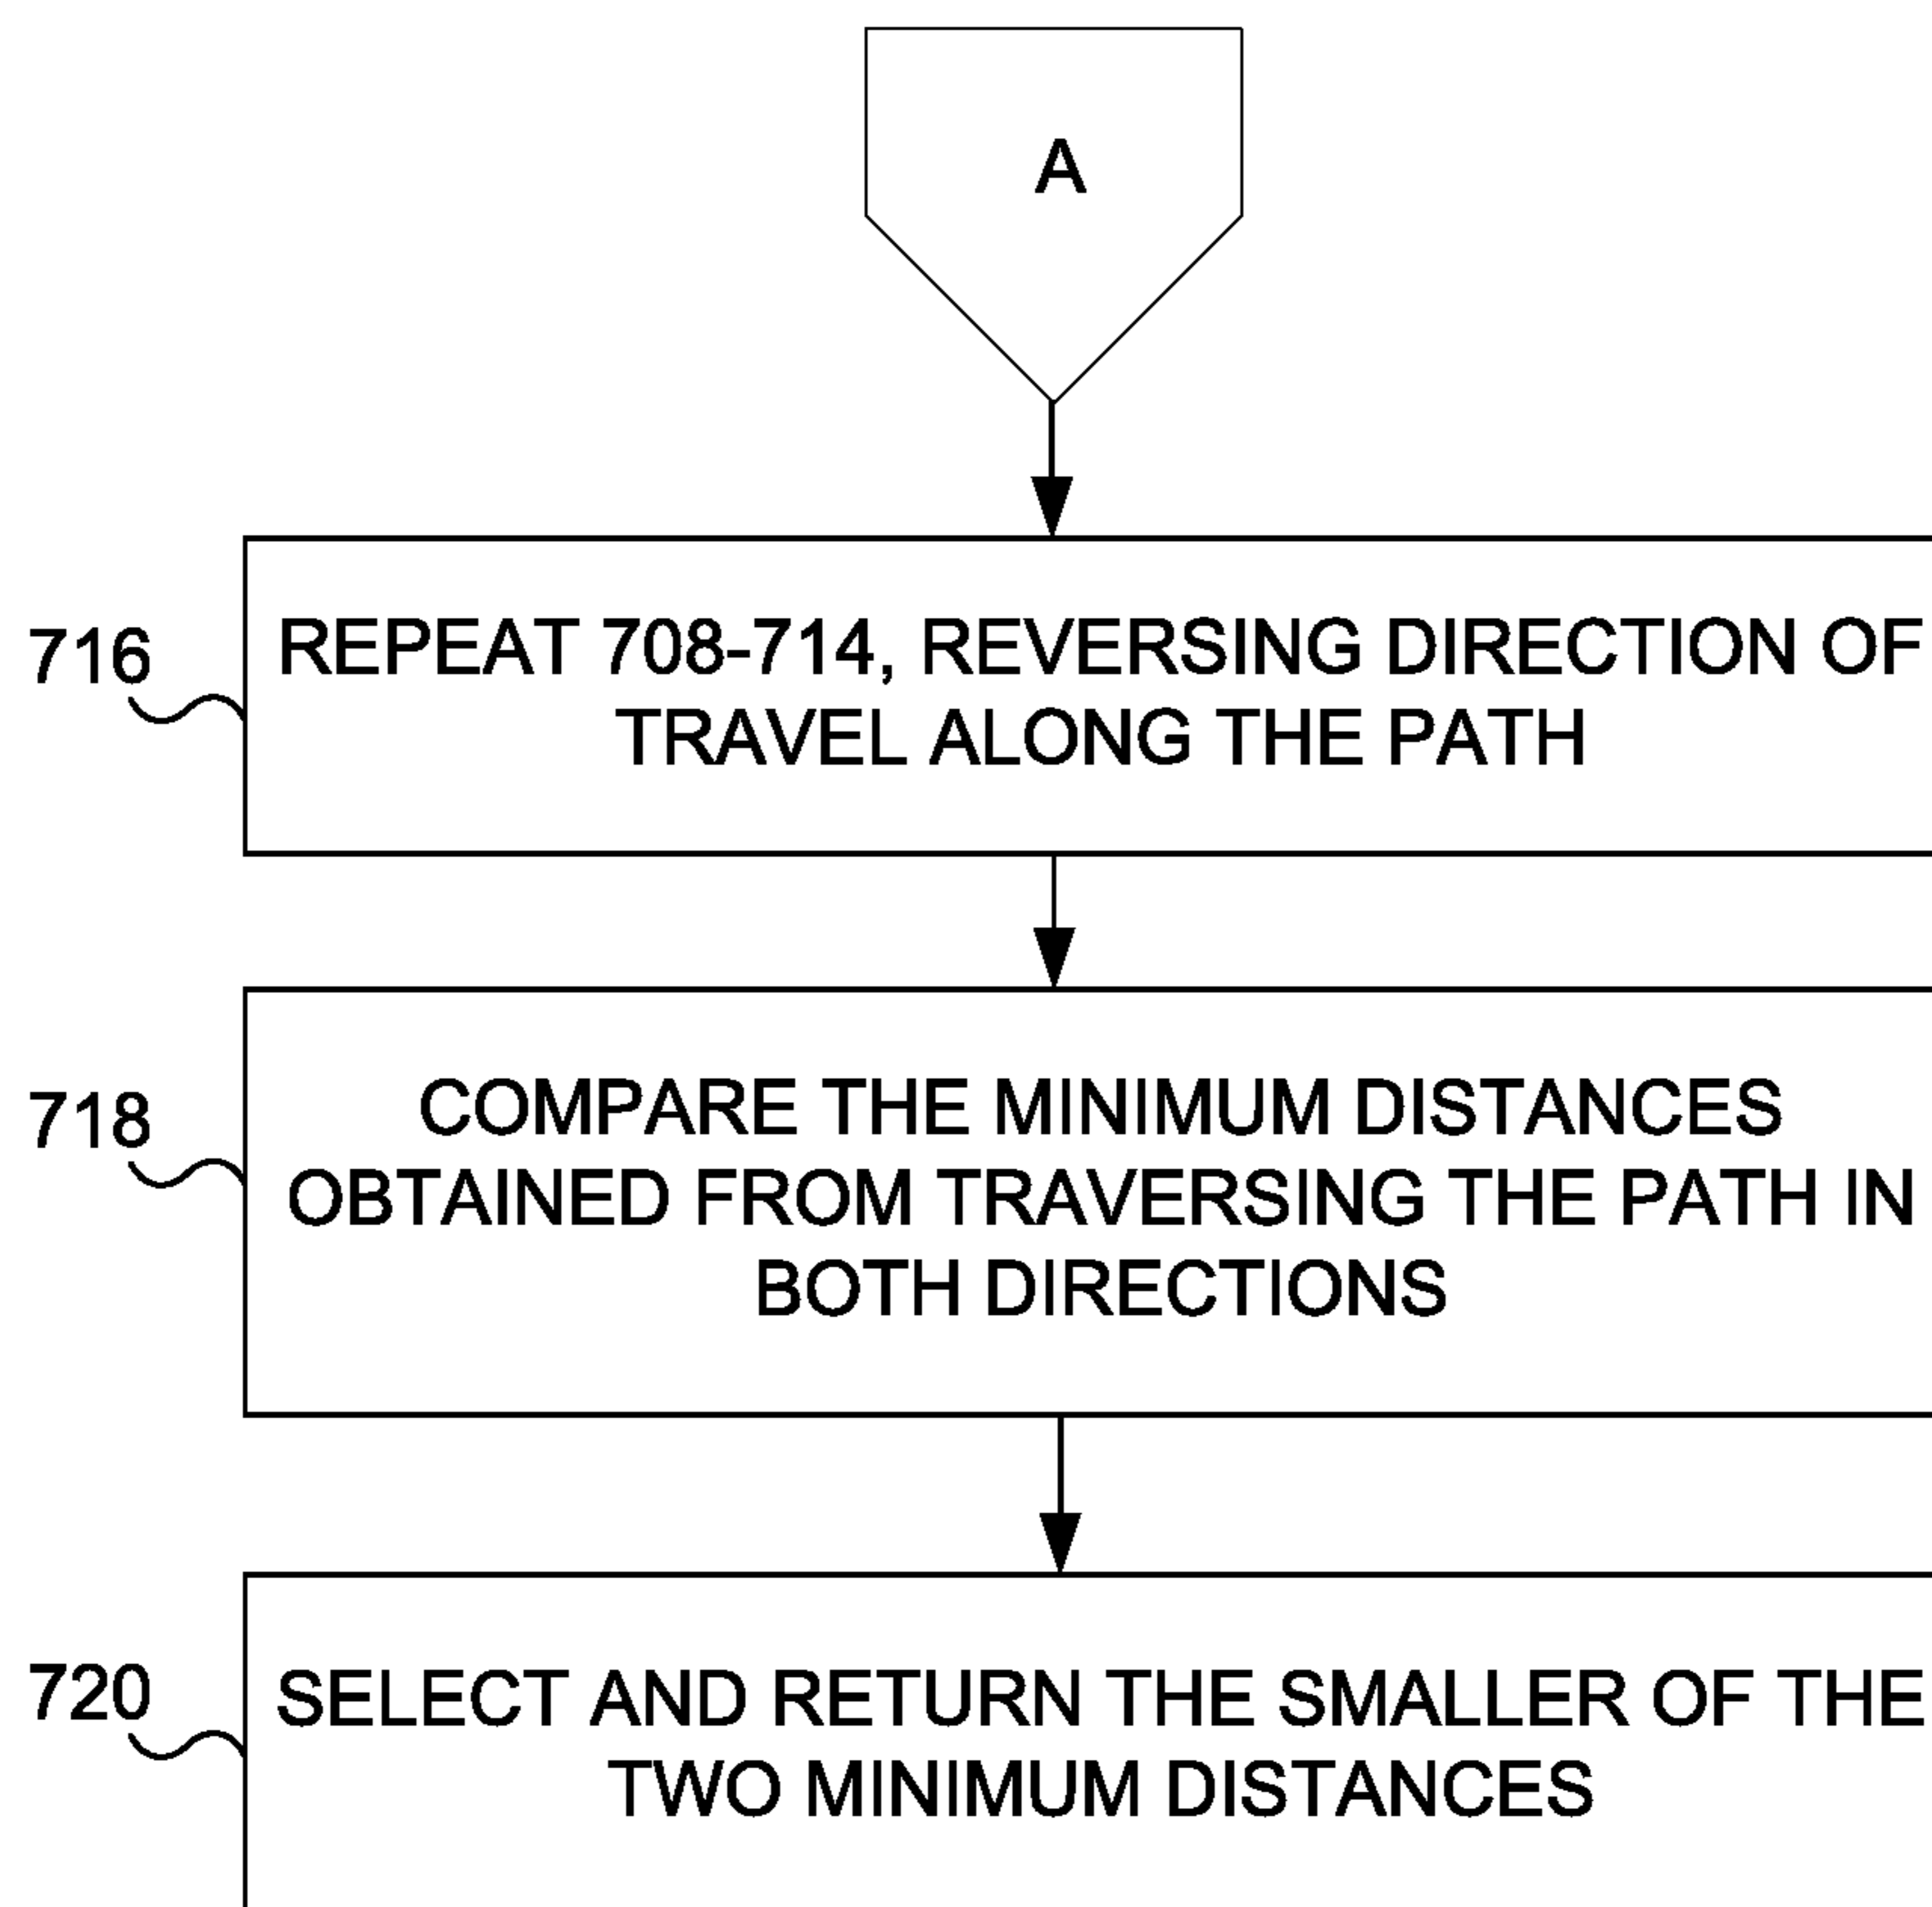 A
716
REPEAT 708-714, REVERSING DIRECTION OF
TRAVEL ALONG THE PATH
718
COMPARE THE MINIMUM DISTANCES
OBTAINED FROM TRAVERSING THE PATH IN
BOTH DIRECTIONS
720
SELECT AND RETURN THE SMALLER OF THE
TWO MINIMUM DISTANCES